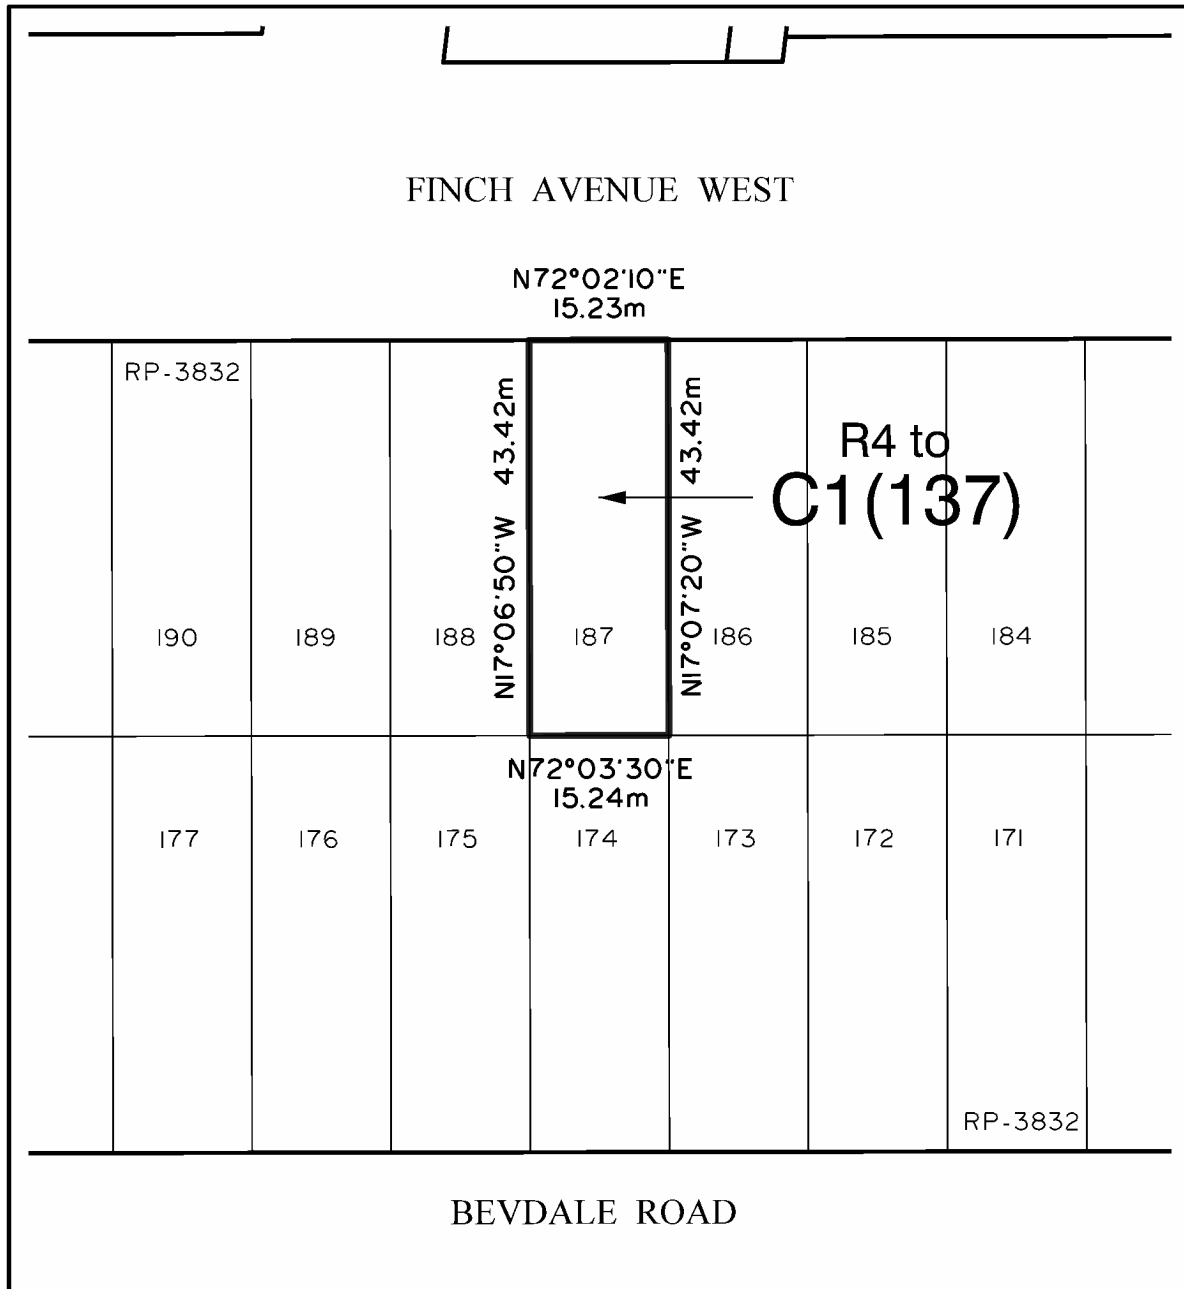 FINCH AVENUE WEST
N72°02'10"E
15.23m
RP-3832
N17°06'50"W 43.42m
N17°07'20"W 43.42m
R4 to
C1(137)
190 189 188 187 186 185 184
N72°03'30"E
15.24m
177 176 175 174 173 172 171
RP-3832
BEVDALE ROAD